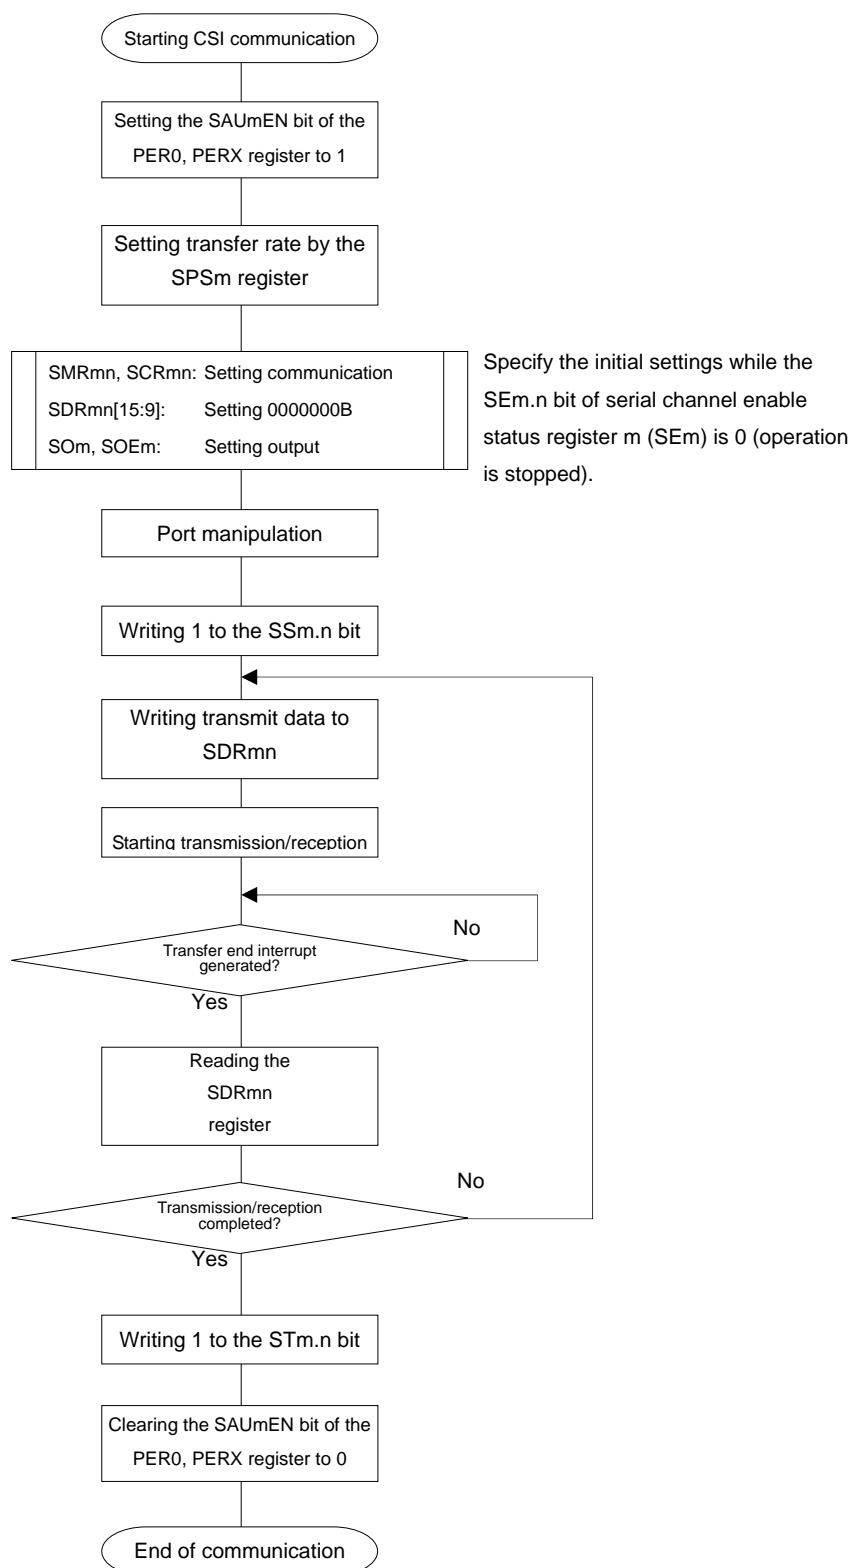 Starting CSI communication
Setting the SAUmEN bit of the
PER0, PERX register to 1
Setting transfer rate by the
SPSm register
SMRmn, SCRmn: Setting communication
SDRmn[15:9]: Setting 0000000B
SOm, SOEm: Setting output
Specify the initial settings while the
SEm.n bit of serial channel enable
status register m (SEm) is 0 (operation
is stopped).
Port manipulation
Writing 1 to the SSm.n bit
Writing transmit data to
SDRmn
Starting transmission/reception
No
Transfer end interrupt
generated?
Yes
Reading the
SDRmn
register
No
Transmission/reception
completed?
Yes
Writing 1 to the STm.n bit
Clearing the SAUmEN bit of the
PER0, PERX register to 0
End of communication